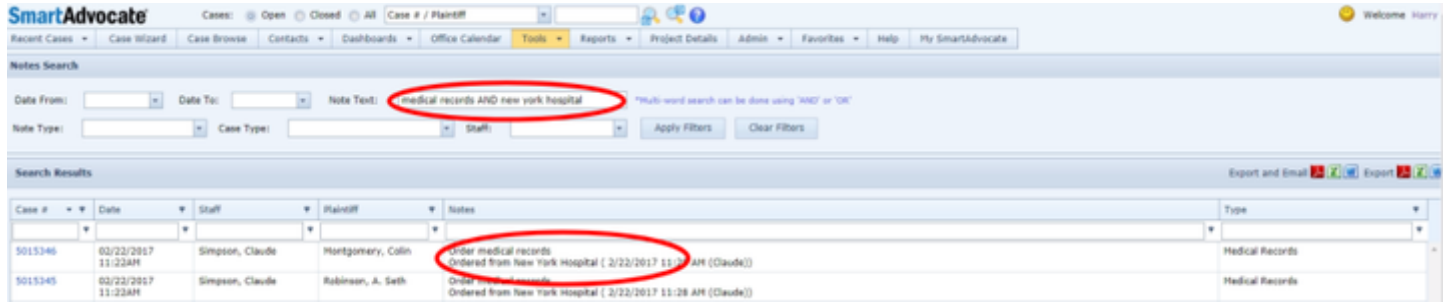 SmartAdvocate Cases: Open Closed All Case # / Plaintiff Welcome Harry
Recent Cases Case Wizard Case Browse Contacts Dashboards Office Calendar Tools Reports Project Details Admin Favorites Help My SmartAdvocate
Notes Search
Date From: Date To: Note Text: medical records AND new york hospital *Multi-word search can be done using 'AND' or 'OR'
Note Type: Case Type: Staff: Apply Filters Clear Filters
Search Results Export and Email Export
Case # Date Staff Plaintiff Notes Type
5015346 02/22/2017 Simpson, Claude Montgomery, Colin Order medical records Medical Records
11:22AM Ordered from New York Hospital ( 2/22/2017 11:28 AM (Claude))
5015345 02/22/2017 Simpson, Claude Robinson, A. Seth Order medical records Medical Records
11:22AM Ordered from New York Hospital ( 2/22/2017 11:28 AM (Claude))